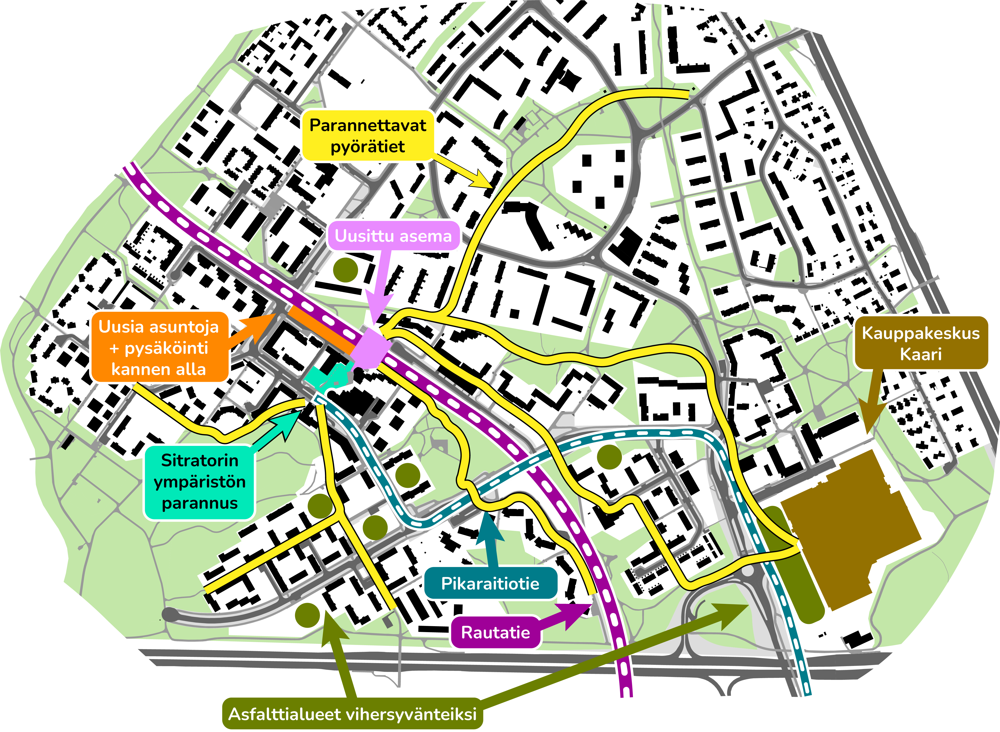 Parannettavat
pyörätiet
Uusittu asema
Uusia asuntoja
+ pysäköinti
kannen alla
Kauppakeskus
Kaari
Sitratorin
ympäristön
parannus
Pikaraitiotie
Rautatie
Asfalttialueet vihersyvänteiksi